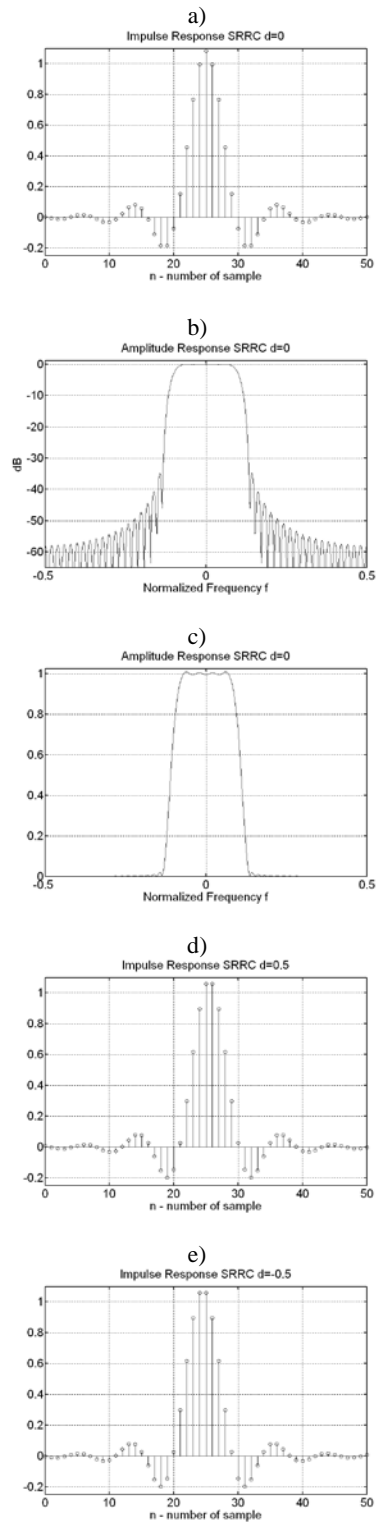 a)
Impulse Response SRRC d=0
1
0.8
0.6
0.4
0.2
0
-0.2
0 10 20 30 40 50
n - number of sample
b)
Amplitude Response SRRC d=0
0
-10
-20
-30
-40
-50
-60
dB
-0.5 0 0.5
Normalized Frequency f
c)
Amplitude Response SRRC d=0
1
0.8
0.6
0.4
0.2
0
-0.5 0 0.5
Normalized Frequency f
d)
Impulse Response SRRC d=0.5
1
0.8
0.6
0.4
0.2
0
-0.2
0 10 20 30 40 50
n - number of sample
e)
Impulse Response SRRC d=-0.5
1
0.8
0.6
0.4
0.2
0
-0.2
0 10 20 30 40 50
n - number of sample